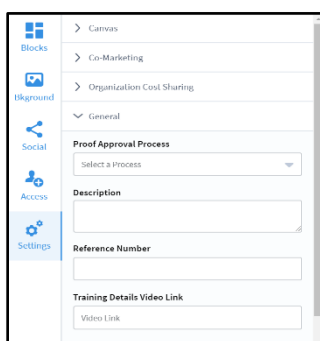 Blocks
Bkground
Social
Access
Settings
Canvas
Co-Marketing
Organization Cost Sharing
General
Proof Approval Process
Select a Process
Description
Reference Number
Training Details Video Link
Video Link